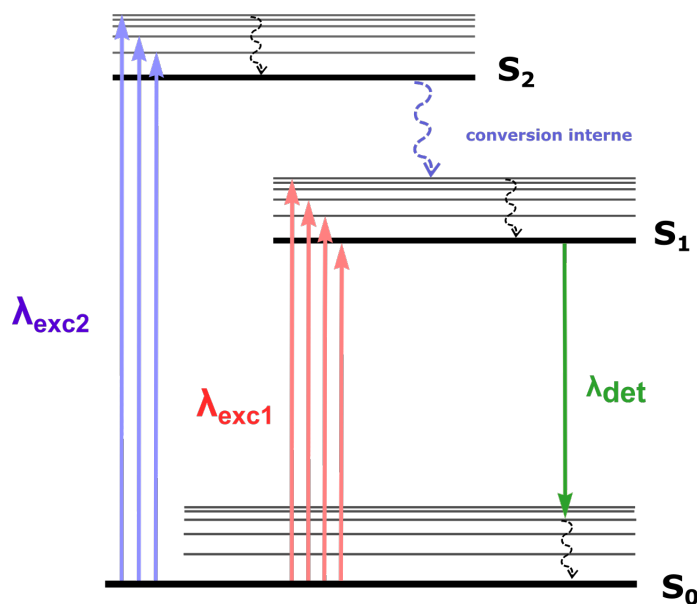 S₂
conversion interne
S₁
λexc2
λexc1
λdet
S₀